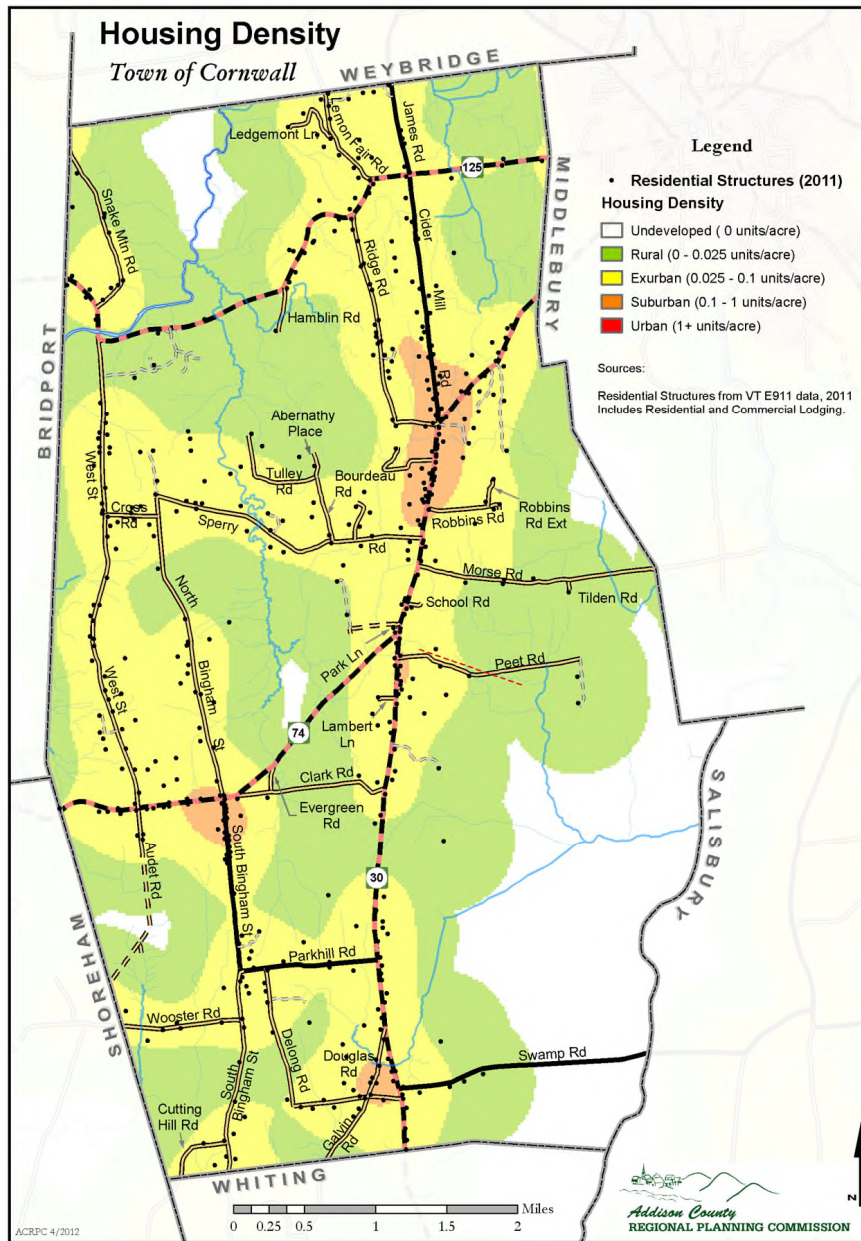 Housing Density
Town of Cornwall
WEYBRIDGE
Legend
• Residential Structures (2011)
Housing Density
Undeveloped ( 0 units/acre)
Rural (0 - 0.025 units/acre)
Exurban (0.025 - 0.1 units/acre)
Suburban (0.1 - 1 units/acre)
Urban (1+ units/acre)
Sources:
Residential Structures from VT E911 data, 2011
Includes Residential and Commercial Lodging.
MIDDLEBURY
BRIDPORT
SALISBURY
SHOREHAM
WHITING
Ledgemont Ln
Lemon Fair Rd
James Rd
125
Snake Mtn Rd
Cider
Mill
Rd
Ridge Rd
Hamblin Rd
Abernathy
Place
Tulley
Rd
Bourdeau
Rd
West St
Cross
Rd
Sperry
Rd
Robbins Rd
Robbins
Rd Ext
North
Bingham
St
Morse Rd
Tilden Rd
School Rd
Park Ln
Peet Rd
West St
74
Lambert
Ln
Clark Rd
Evergreen
Rd
Audet Rd
South Bingham St
30
Parkhill Rd
Wooster Rd
Delong Rd
Douglas
Rd
Swamp Rd
South
Bingham St
Cutting
Hill Rd
Galvin
Rd
Miles
0 0.25 0.5 1 1.5 2
ACRPC 4/2012
Addison County
REGIONAL PLANNING COMMISSION
N